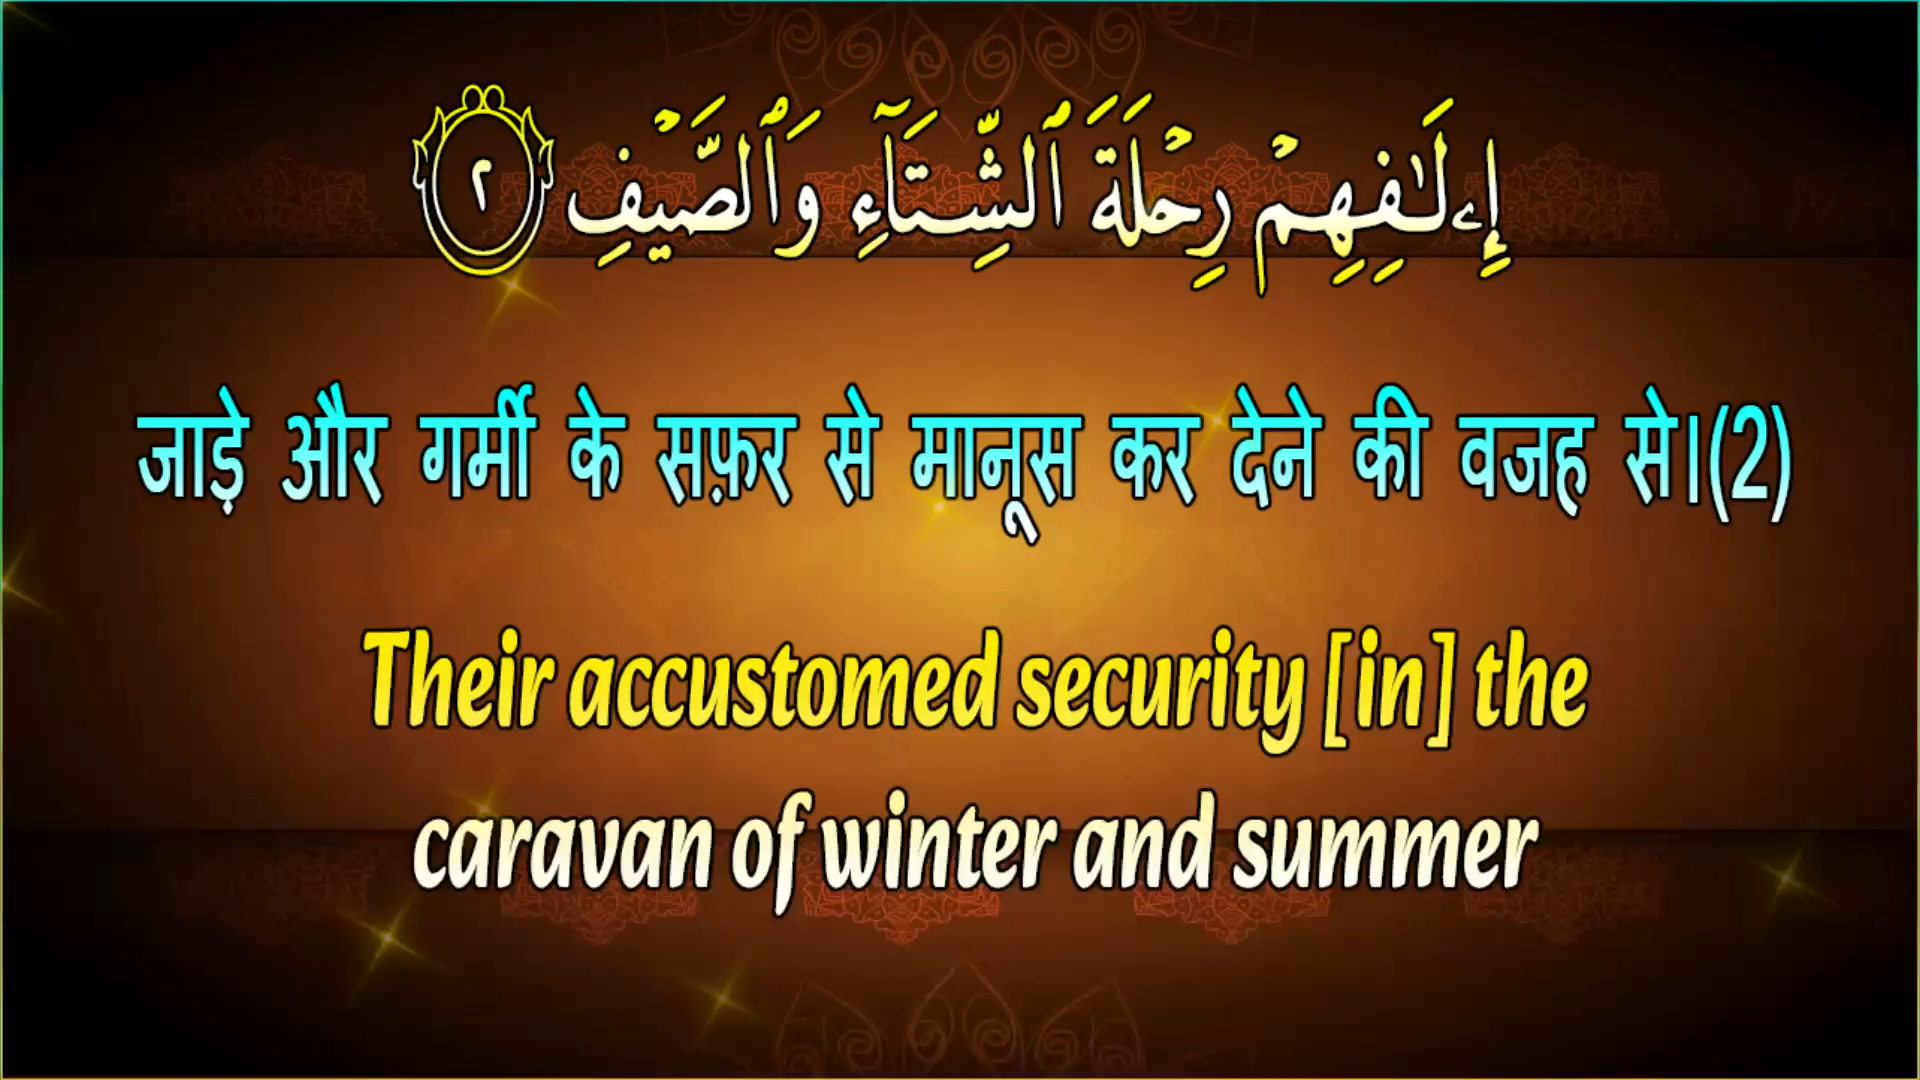 إِۦلَٰفِهِمْ رِحْلَةَ ٱلشِّتَآءِ وَٱلصَّيْفِ ٢
जाड़े और गर्मी के सफ़र से मानूस कर देने की वजह से।(2)
Their accustomed security [in] the
caravan of winter and summer